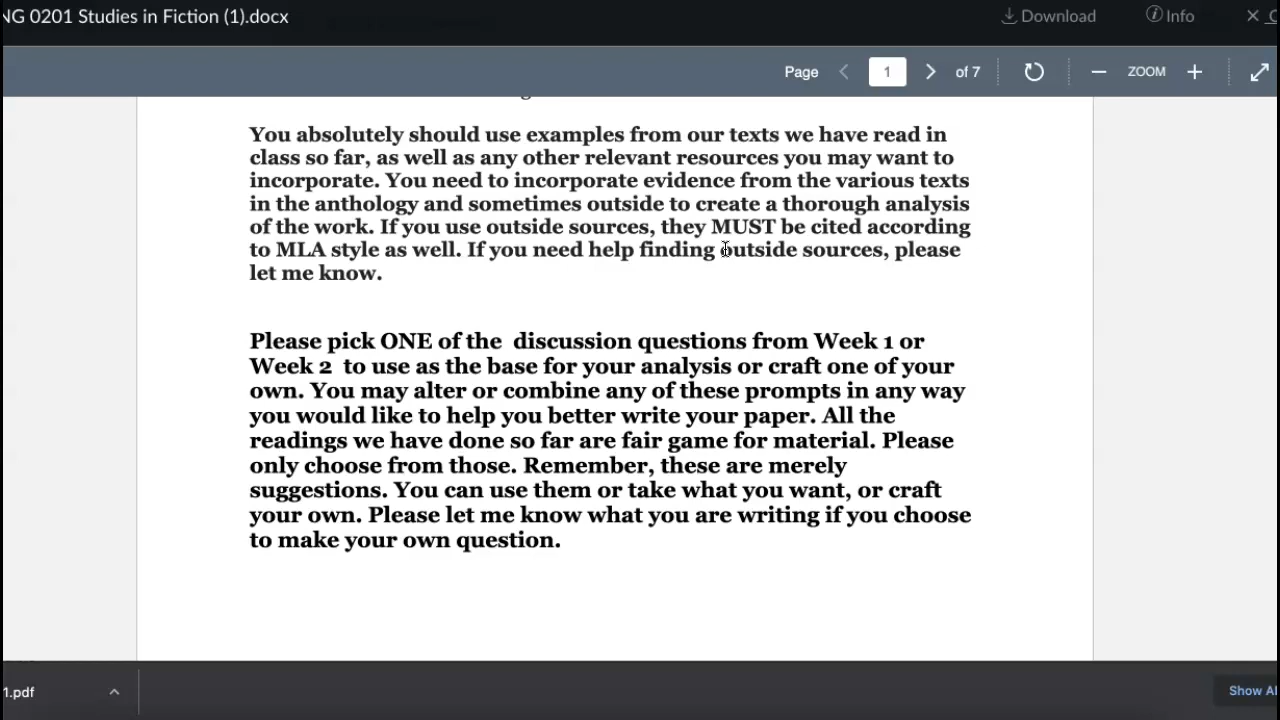 NG 0201 Studies in Fiction (1).docx
Download
Info
Page
1
of 7
ZOOM
You absolutely should use examples from our texts we have read in
class so far, as well as any other relevant resources you may want to
incorporate. You need to incorporate evidence from the various texts
in the anthology and sometimes outside to create a thorough analysis
of the work. If you use outside sources, they MUST be cited according
to MLA style as well. If you need help finding outside sources, please
let me know.
Please pick ONE of the  discussion questions from Week 1 or
Week 2  to use as the base for your analysis or craft one of your
own. You may alter or combine any of these prompts in any way
you would like to help you better write your paper. All the
readings we have done so far are fair game for material. Please
only choose from those. Remember, these are merely
suggestions. You can use them or take what you want, or craft
your own. Please let me know what you are writing if you choose
to make your own question.
1.pdf
Show Al